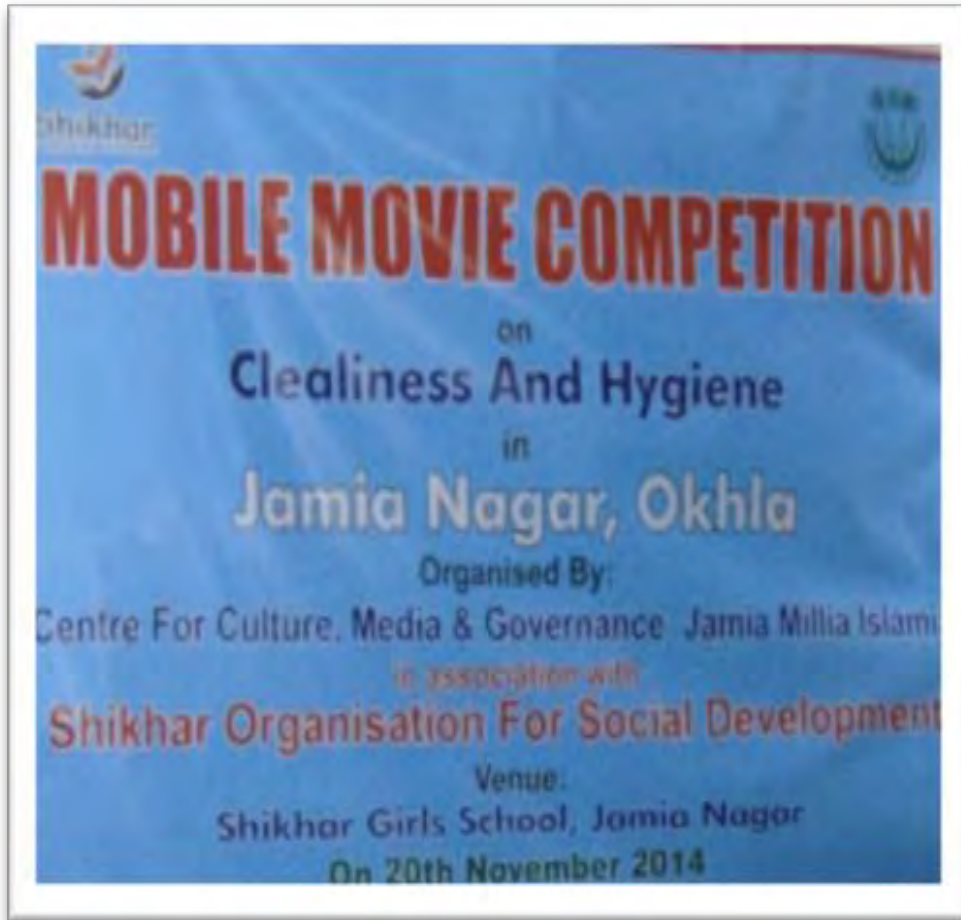 Shikhar
MOBILE MOVIE COMPETITION
on
Clealiness And Hygiene
in
Jamia Nagar, Okhla
Organised By:
Centre For Culture, Media & Governance Jamia Millia Islami
in association with
Shikhar Organisation For Social Development
Venue:
Shikhar Girls School, Jamia Nagar
On 20th November 2014